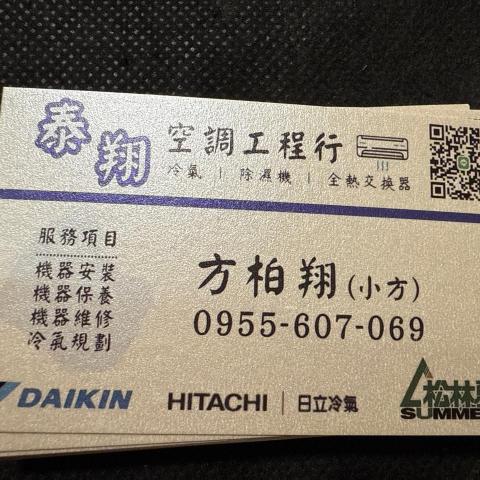 泰翔 空調工程行
冷氣 | 除濕機 | 全熱交換器
服務項目
機器安裝
機器保養
機器維修
冷氣規劃
方柏翔(小方)
0955-607-069
DAIKIN HITACHI | 日立冷氣 松林
SUMME